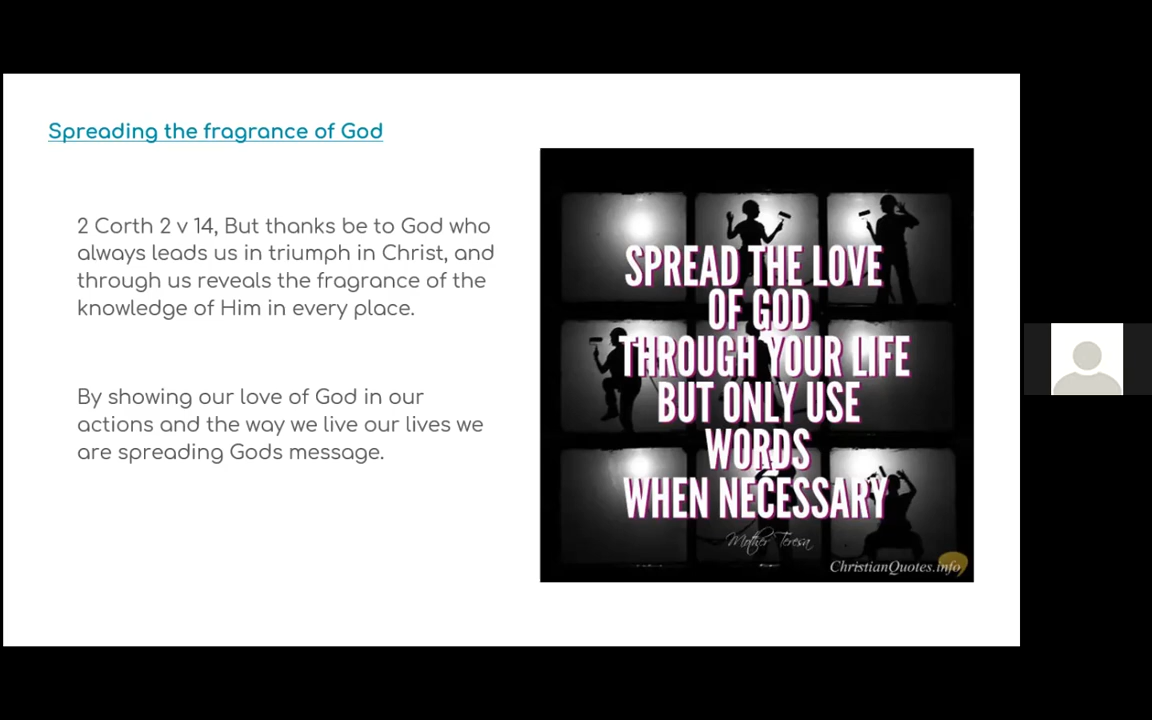 Spreading the fragrance of God
2 Corth 2 v 14, But thanks be to God who
always leads us in triumph in Christ, and
through us reveals the fragrance of the
knowledge of Him in every place.
By showing our love of God in our
actions and the way we live our lives we
are spreading Gods message.
SPREAD THE LOVE
OF GOD
THROUGH YOUR LIFE
BUT ONLY USE
WORDS
WHEN NECESSARY
Mother Teresa
ChristianQuotes.info